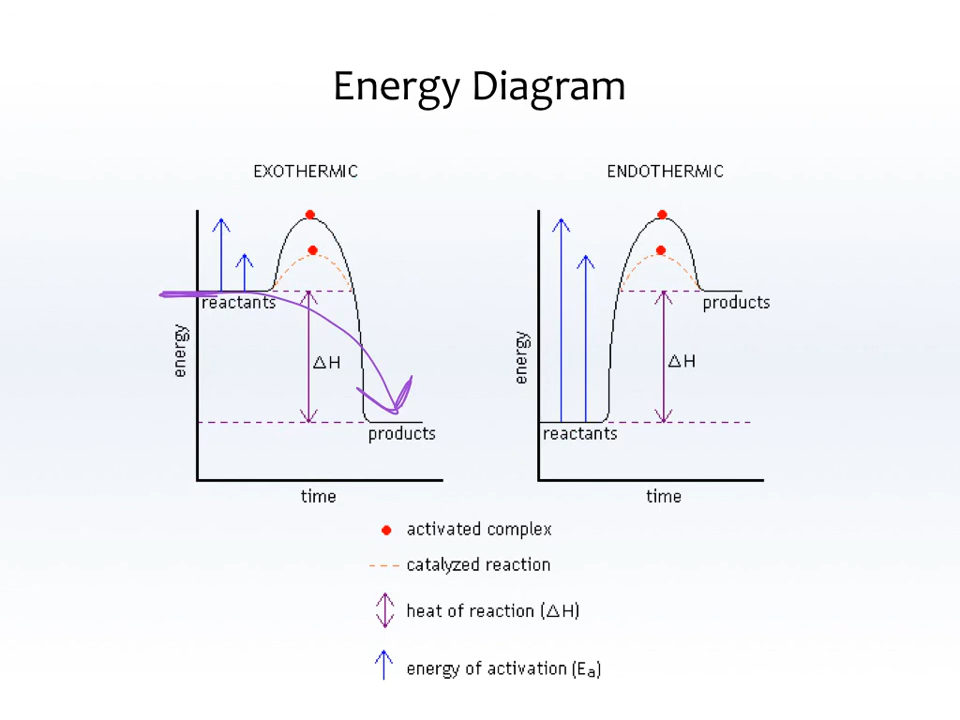 Energy Diagram
EXOTHERMIC
reactants
energy
ΔH
products
time
ENDOTHERMIC
products
energy
ΔH
reactants
time
activated complex
catalyzed reaction
heat of reaction (ΔH)
energy of activation (Ea)